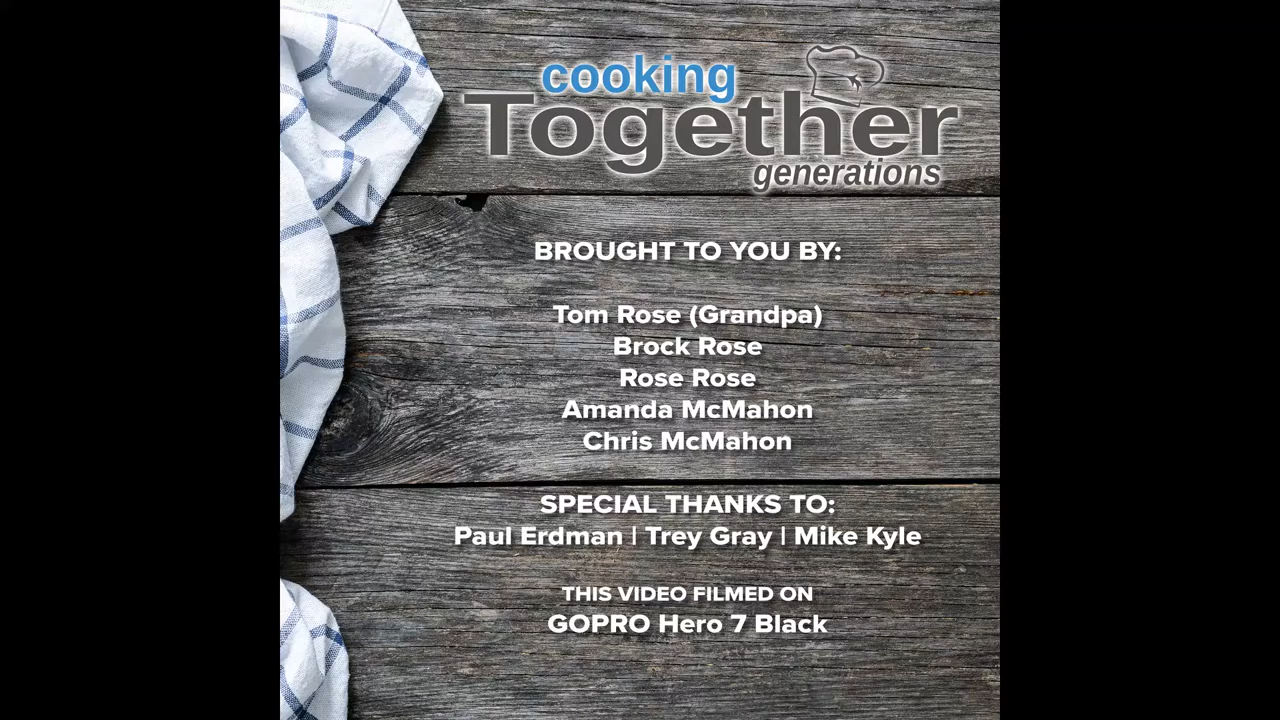 cooking
Together
generations
BROUGHT TO YOU BY:
Tom Rose (Grandpa)
Brock Rose
Rose Rose
Amanda McMahon
Chris McMahon
SPECIAL THANKS TO:
Paul Erdman | Trey Gray | Mike Kyle
THIS VIDEO FILMED ON
GOPRO Hero 7 Black